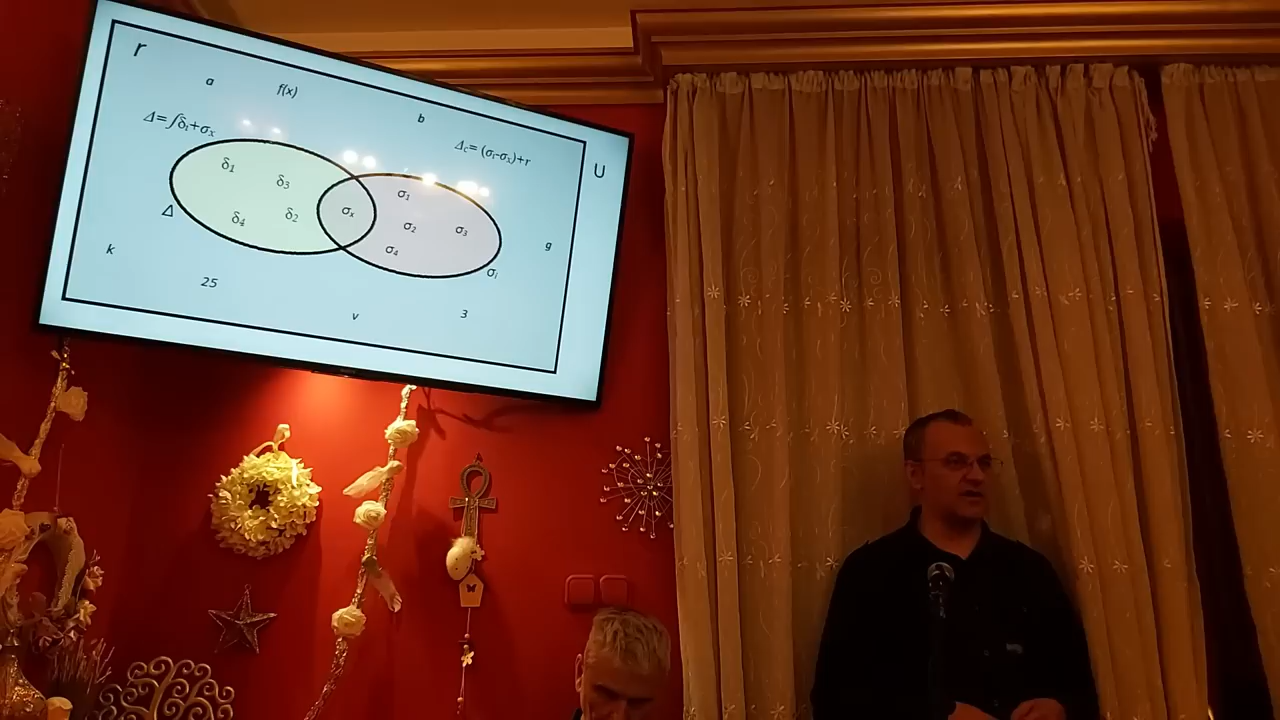 r
a
f(x)
b
Δ=∫δᵢ+σₓ
Δc= (σᵢ-σₓ)+r
U
δ₁
δ₃
σ₁
σₓ
δ₄
δ₂
σ₂
σ₃
σ₄
Δ
g
σᵢ
k
25
v
3